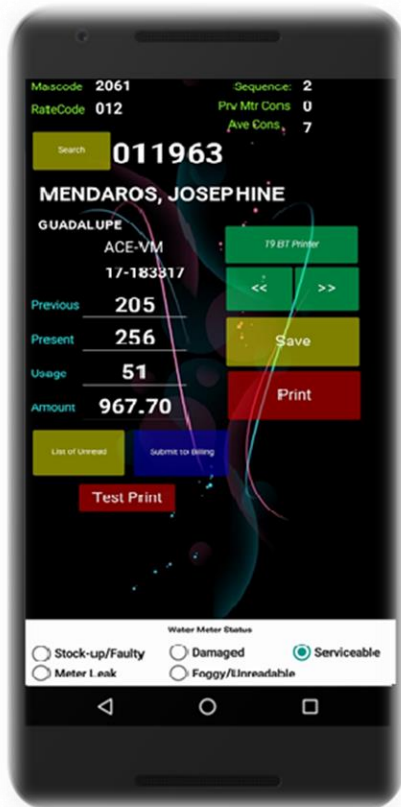 Maiscode 2061 Sequence: 2
RateCode 012 Prv Mtr Cons 0
Ave Cons. 7
Search 011963
MENDAROS, JOSEPHINE
GUADALUPE
ACE-VM T9 BT Printer
17-183317
<< >>
Previous 205
Present 256 Save
Usage 51
Amount 967.70 Print
List of Unread Submit to Billing
Test Print
Water Meter Status
Stock-up/Faulty Damaged Serviceable
Meter Leak Foggy/Unreadable